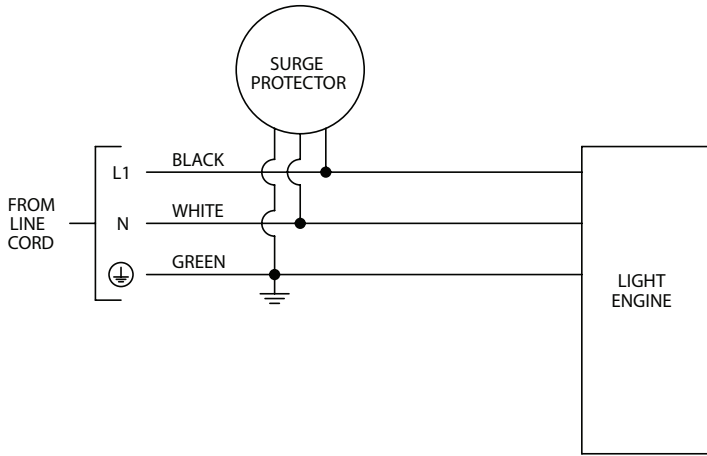 SURGE
PROTECTOR
BLACK
L1
FROM
LINE
CORD
WHITE
N
GREEN
LIGHT
ENGINE